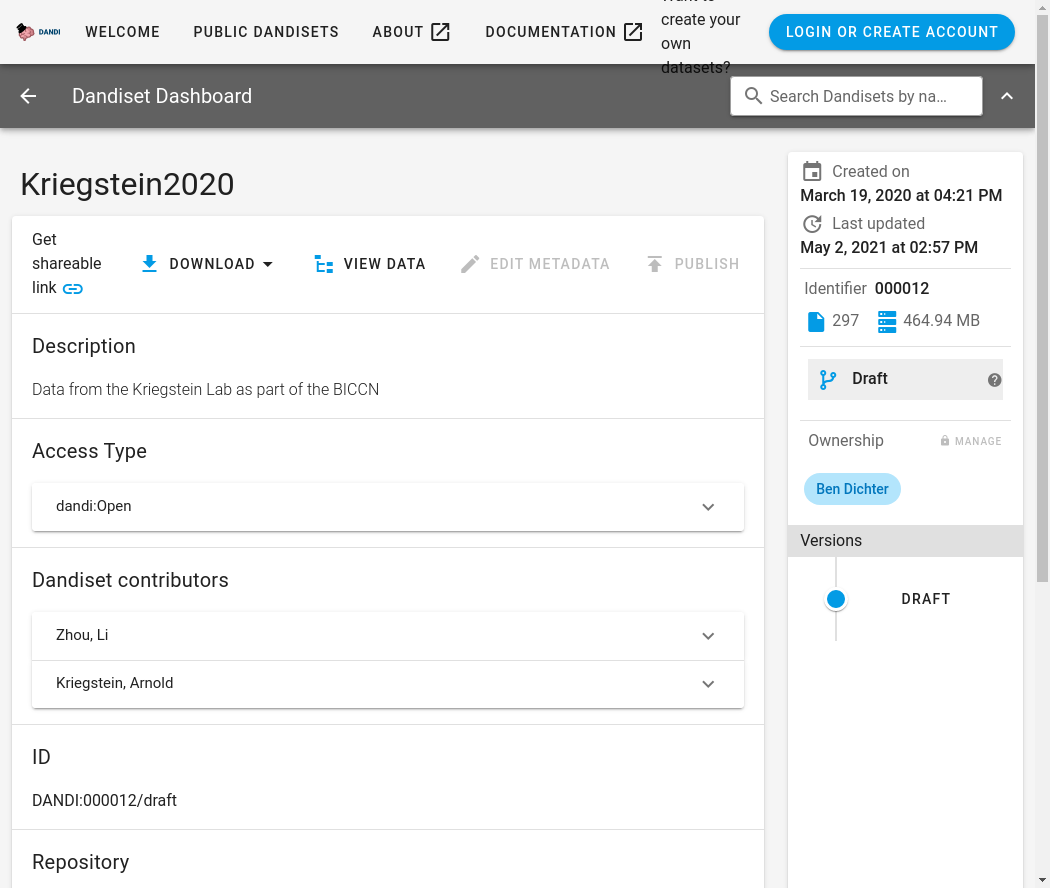 DANDI
WELCOME
PUBLIC DANDISETS
ABOUT
DOCUMENTATION
create your
own
datasets?
LOGIN OR CREATE ACCOUNT
Dandiset Dashboard
Search Dandisets by na...
Kriegstein2020
Get
shareable
link
DOWNLOAD
VIEW DATA
EDIT METADATA
PUBLISH
Description
Data from the Kriegstein Lab as part of the BICCN
Access Type
dandi:Open
Dandiset contributors
Zhou, Li
Kriegstein, Arnold
ID
DANDI:000012/draft
Repository
Created on
March 19, 2020 at 04:21 PM
Last updated
May 2, 2021 at 02:57 PM
Identifier 000012
297 464.94 MB
Draft
Ownership
MANAGE
Ben Dichter
Versions
DRAFT